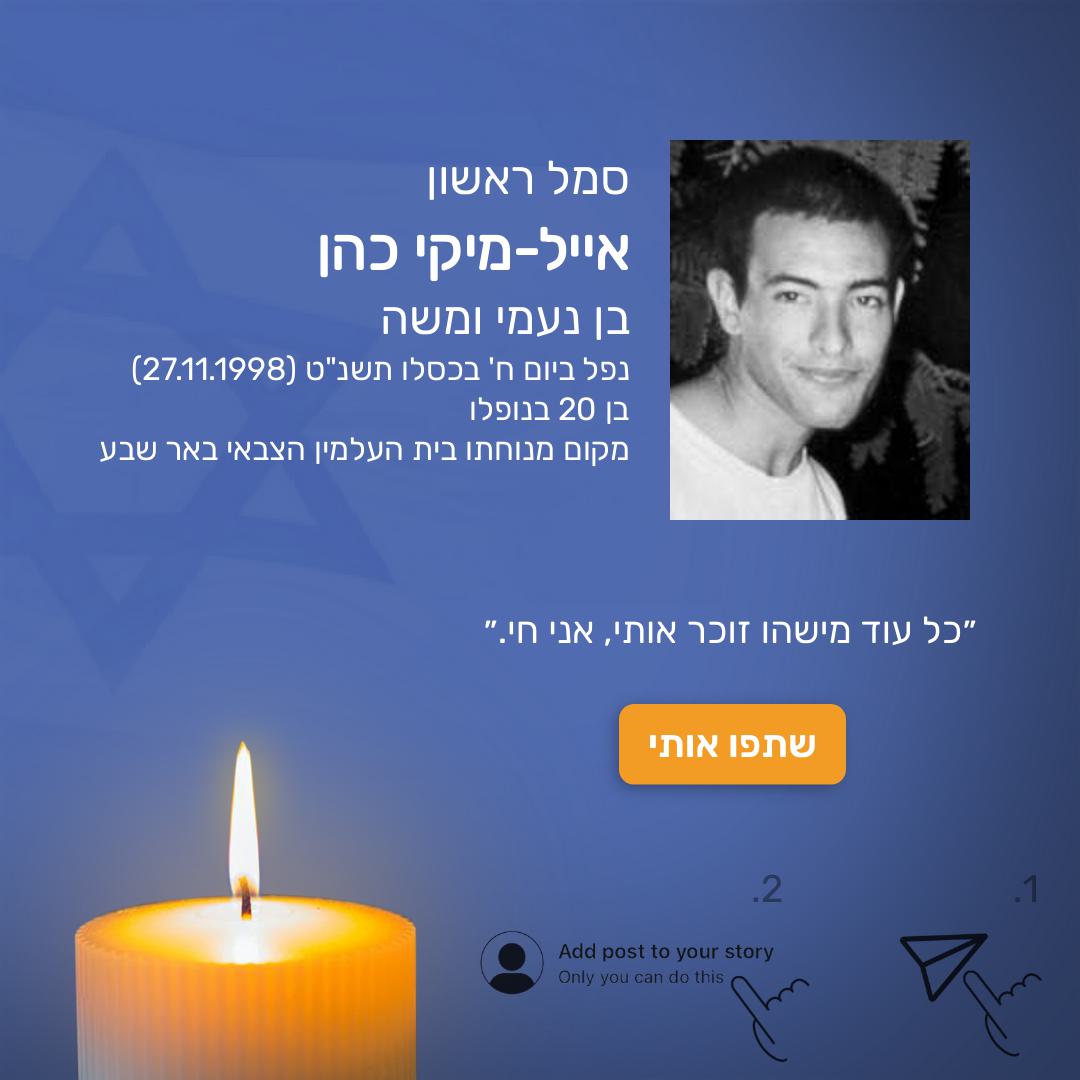 סמל ראשון
אייל-מיקי כהן
בן נעמי ומשה
נפל ביום ח' בכסלו תשנ"ט (27.11.1998)
בן 20 בנופלו
מקום מנוחתו בית העלמין הצבאי באר שבע
״כל עוד מישהו זוכר אותי, אני חי.״
שתפו אותי
.1
.2
Add post to your story
Only you can do this